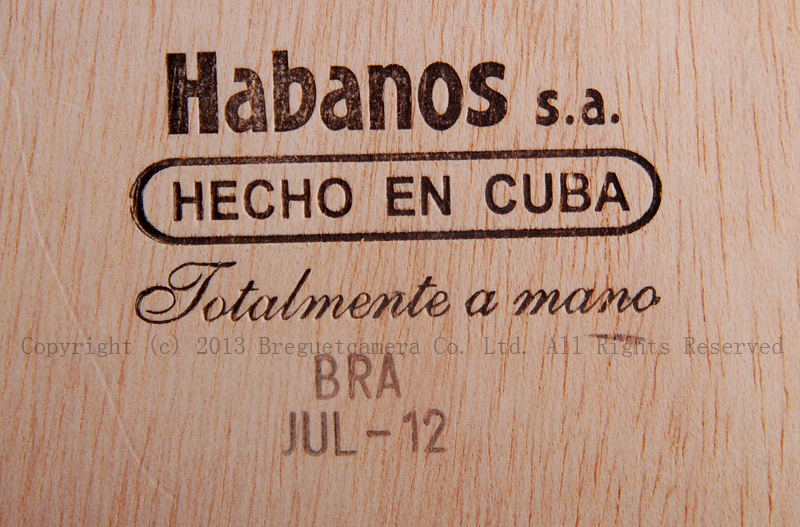 Habanos s.a.
HECHO EN CUBA
Totalmente a mano
Copyright (c) 2013 Breguetcamera Co. Ltd. All Rights Reserved
BRA
JUL-12